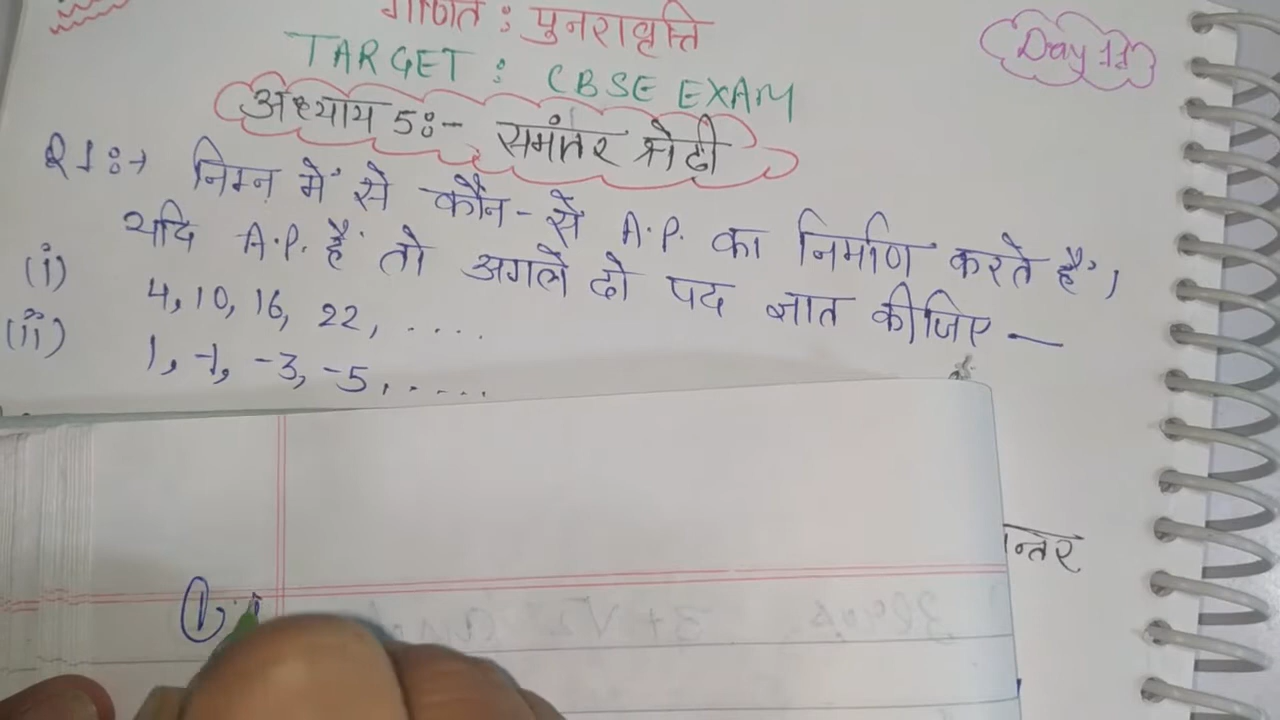 गणित : पुनरावृत्ति
TARGET : CBSE EXAM
Day
अध्याय 5:- समांतर श्रेढी
Q1:→ निम्न में से कौन-से A.P. का निर्माण करते हैं,
यदि A.P. हैं तो अगले दो पद ज्ञात कीजिए —
(i) 4, 10, 16, 22, .....
(ii) 1, -1, -3, -5, .....
न्तर
①